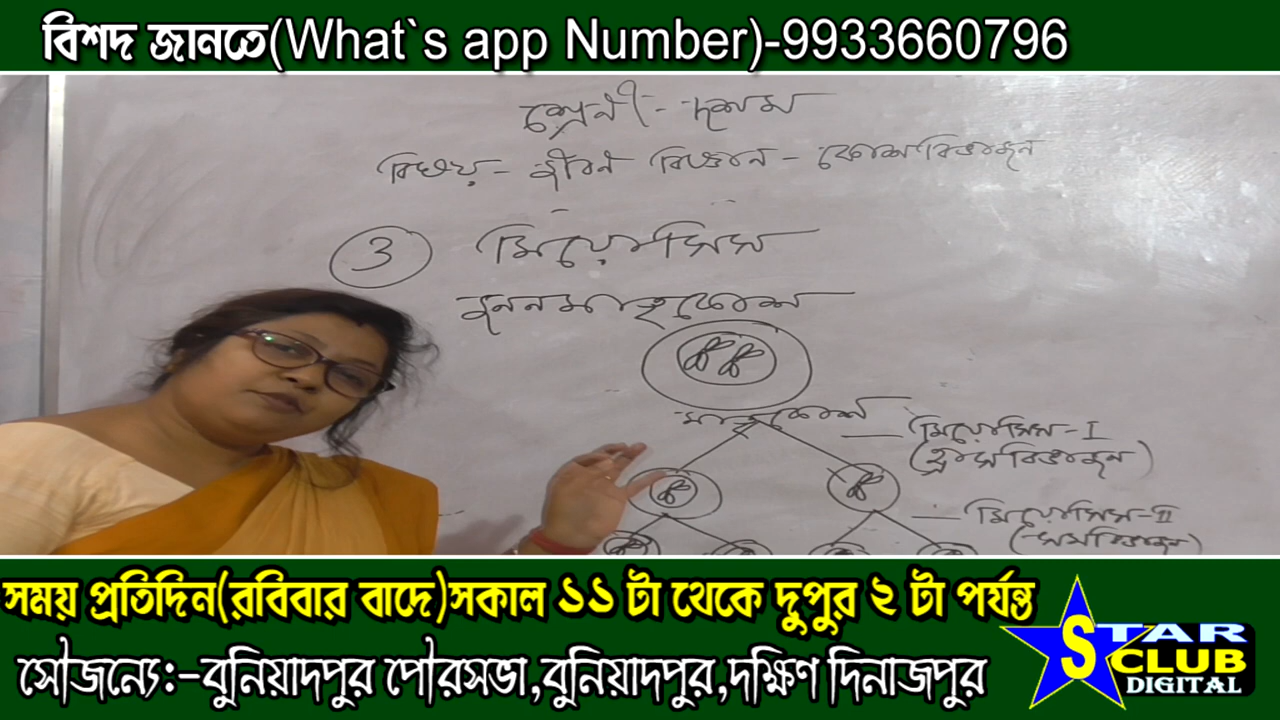 বিশদ জানতে(What`s app Number)-9933660796
শ্রেনী:- দশম
বিষয় - জীবন বিজ্ঞান - কোশবিভাজন
3 মিয়োসিস
জননমাতৃকোশ
মাতৃকোশ
মিয়োসিস-I
(হ্রাসবিভাজন)
মিয়োসিস-II
(সমবিভাজন)
সময় প্রতিদিন(রবিবার বাদে)সকাল ১১ টা থেকে দুপুর ২ টা পর্যন্ত
সৌজন্যে:-বুনিয়াদপুর পৌরসভা,বুনিয়াদপুর,দক্ষিণ দিনাজপুর
STAR
CLUB
DIGITAL